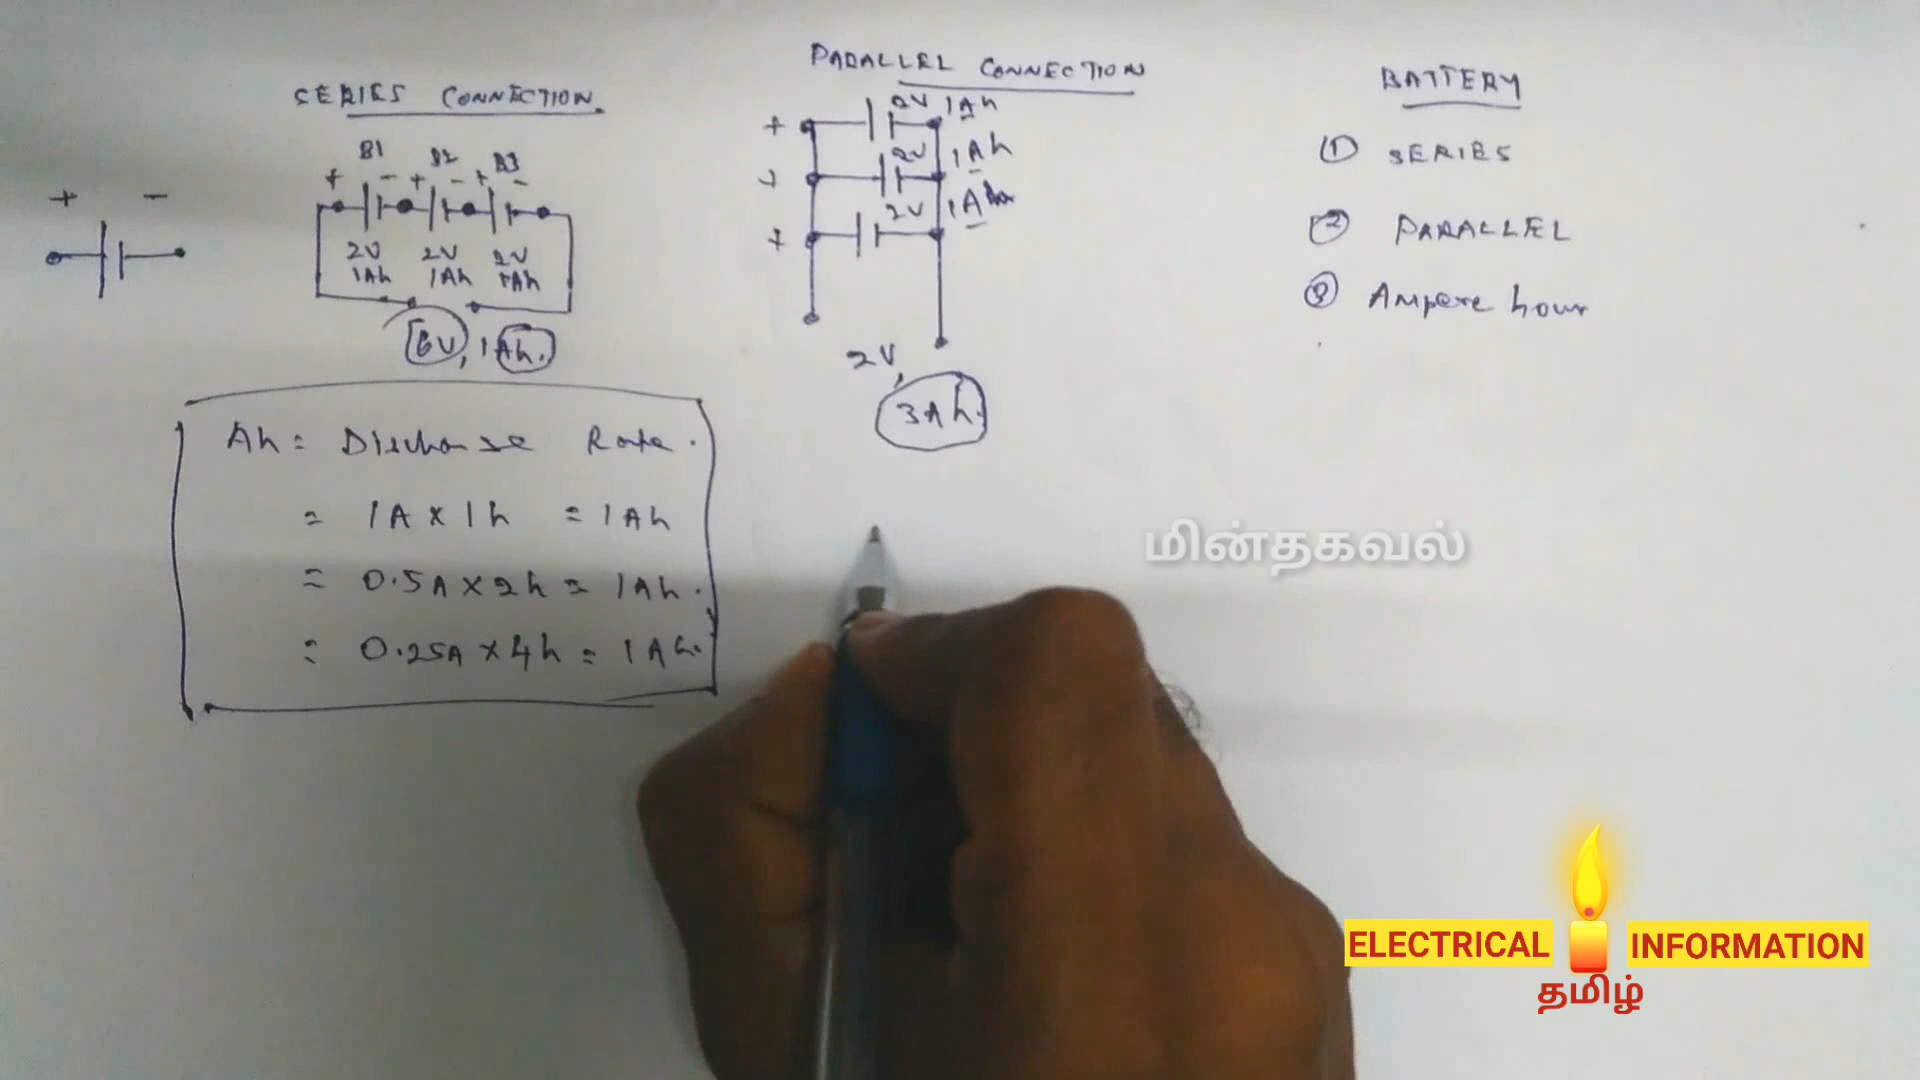 SERIES CONNECTION.
B1 B2 B3
+ - + - + -
+ -
2V 2V 2V
1Ah 1Ah 1Ah
6V, 1Ah.
Ah = Discharge Rate.
= 1A × 1h = 1Ah
= 0.5A × 2h = 1Ah.
= 0.25A × 4h = 1Ah.
PARALLEL CONNECTION
+ 2V 1Ah
+ 2V 1Ah
+ 2V 1Ah
2V,
3Ah.
BATTERY
① SERIES
② PARALLEL
③ Ampere hour
மின்தகவல்
ELECTRICAL INFORMATION
தமிழ்